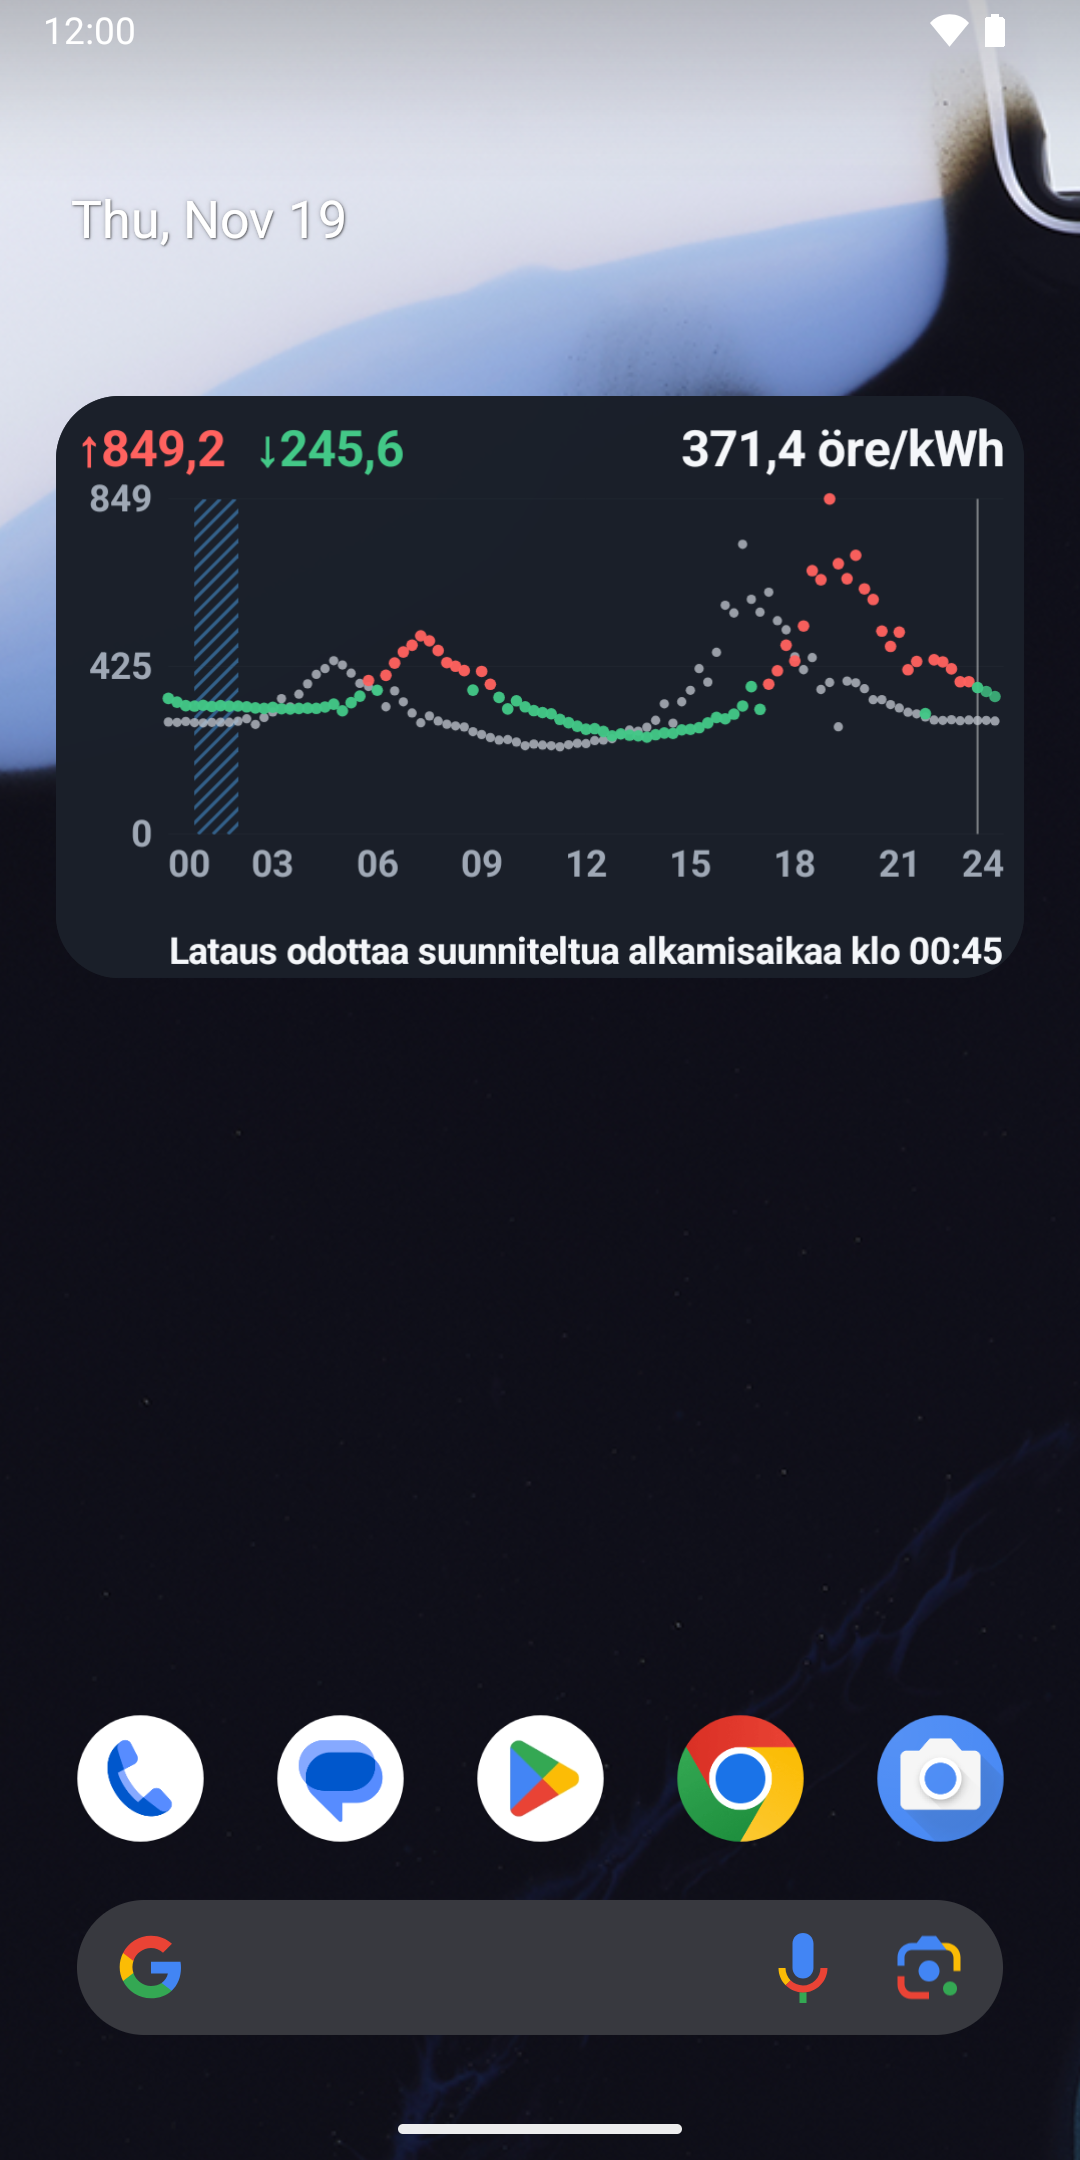 12:00
Thu, Nov 19
↑849,2 ↓245,6 371,4 öre/kWh
849
425
0
00 03 06 09 12 15 18 21 24
Lataus odottaa suunniteltua alkamisaikaa klo 00:45